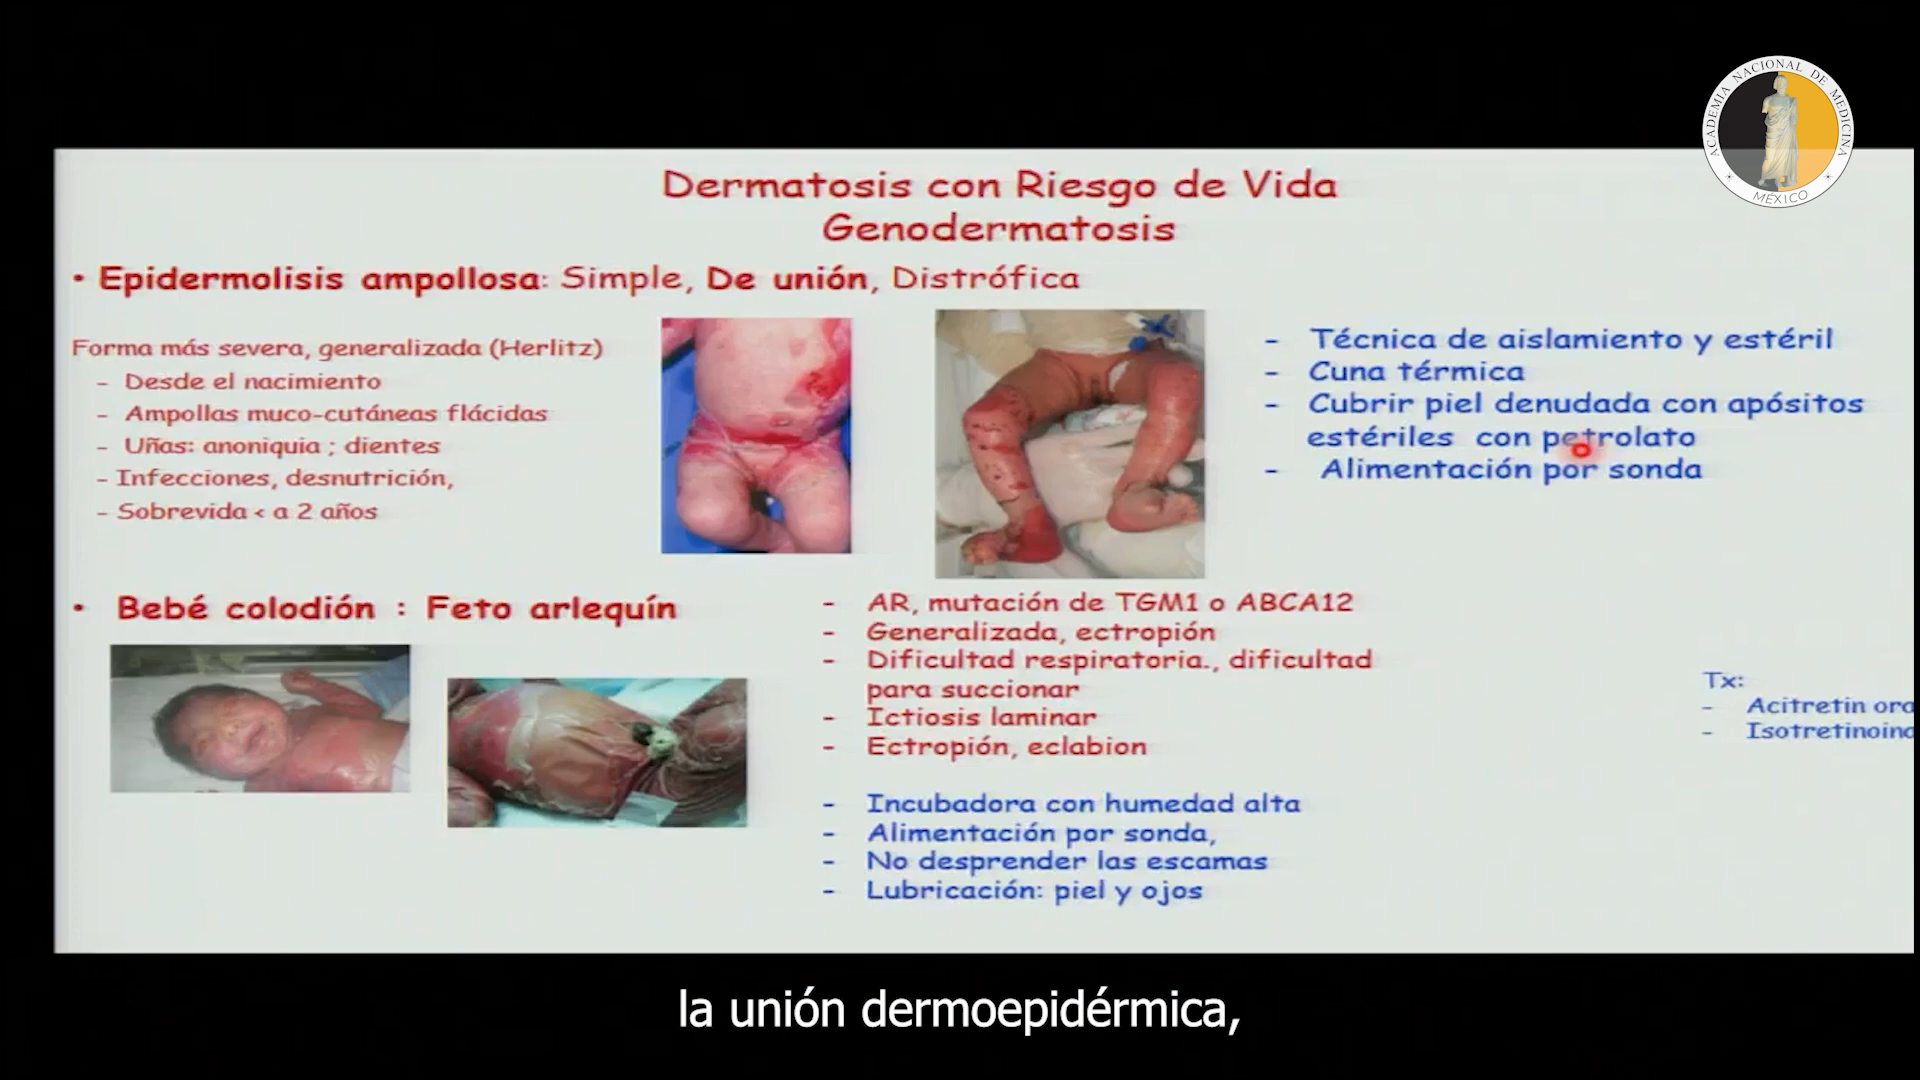 ACADEMIA NACIONAL DE MEDICINA
MÉXICO
Dermatosis con Riesgo de Vida
Genodermatosis
• Epidermolisis ampollosa: Simple, De unión, Distrófica
Forma más severa, generalizada (Herlitz)
- Desde el nacimiento
- Ampollas muco-cutáneas flácidas
- Uñas: anoniquia ; dientes
- Infecciones, desnutrición,
- Sobrevida < a 2 años
- Técnica de aislamiento y estéril
- Cuna térmica
- Cubrir piel denudada con apósitos
estériles con petrolato
- Alimentación por sonda
• Bebé colodión : Feto arlequín
- AR, mutación de TGM1 o ABCA12
- Generalizada, ectropión
- Dificultad respiratoria., dificultad
para succionar
- Ictiosis laminar
- Ectropión, eclabion
- Incubadora con humedad alta
- Alimentación por sonda,
- No desprender las escamas
- Lubricación: piel y ojos
Tx:
- Acitretin
- Isotretinoino
la unión dermoepidérmica,